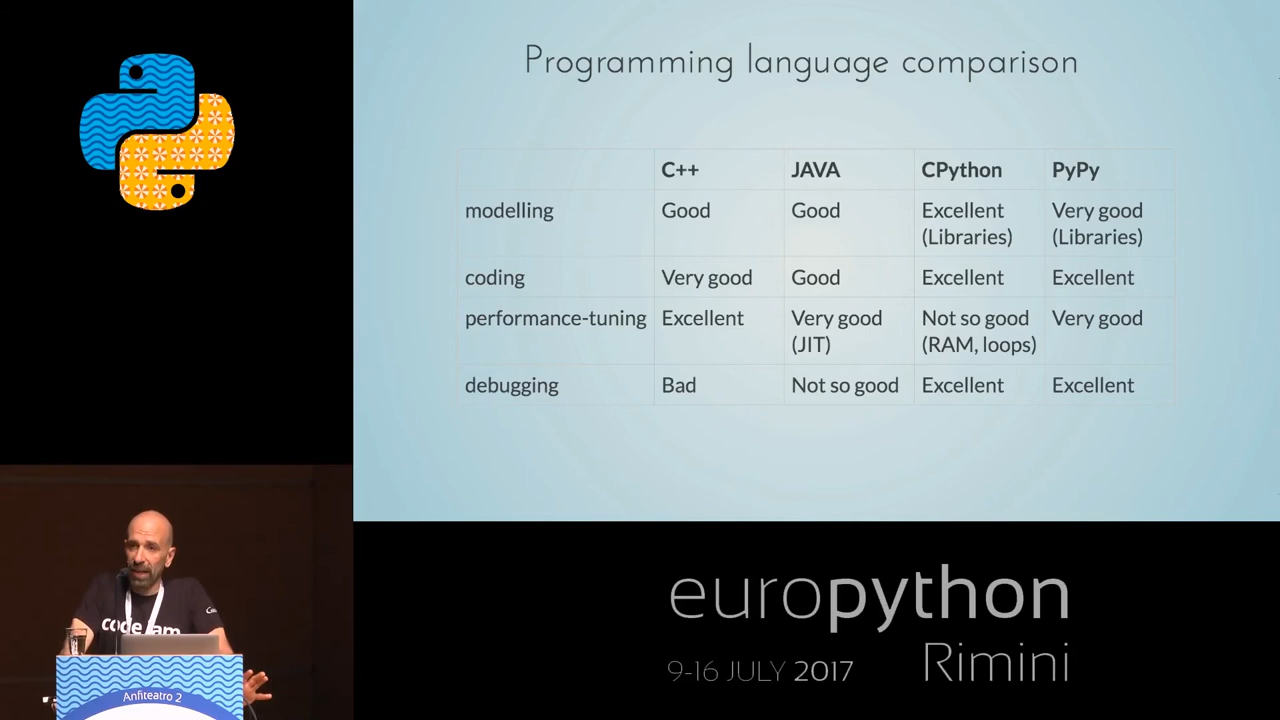 Programming language comparison
C++ JAVA CPython PyPy
modelling Good Good Excellent (Libraries) Very good (Libraries)
coding Very good Good Excellent Excellent
performance-tuning Excellent Very good (JIT) Not so good (RAM, loops) Very good
debugging Bad Not so good Excellent Excellent
code jam
Anfiteatro 2
europython
9-16 JULY 2017 Rimini